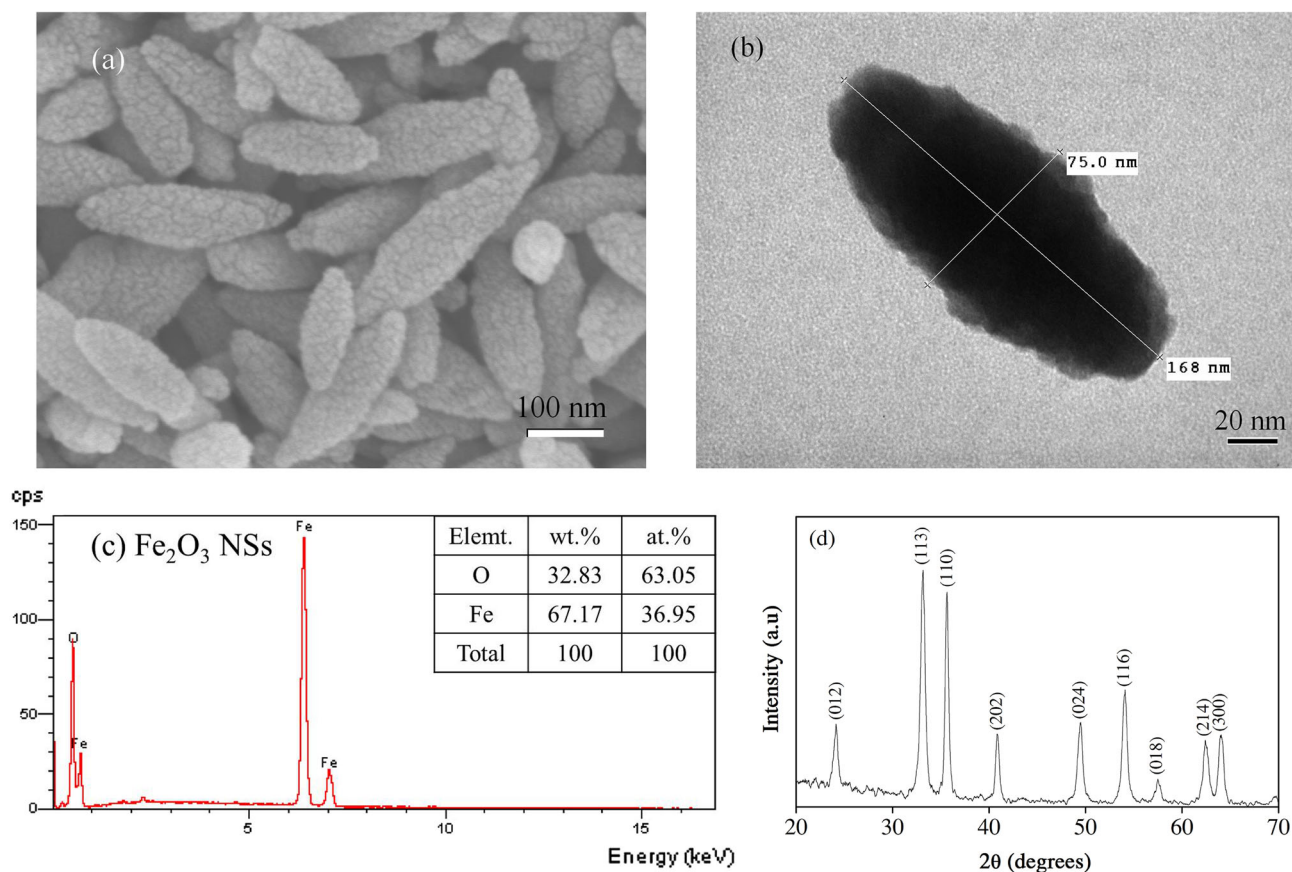 (a)
100 nm
(b)
75.0 nm
168 nm
20 nm
cps
150
100
50
0
(c) Fe₂O₃ NSs
O
Fe
Fe
Fe
Elemt. wt.% at.%
O 32.83 63.05
Fe 67.17 36.95
Total 100 100
5 10 15
Energy (keV)
(d)
Intensity (a.u)
(012)
(113)
(110)
(202)
(024)
(116)
(018)
(214)
(300)
20 30 40 50 60 70
2θ (degrees)